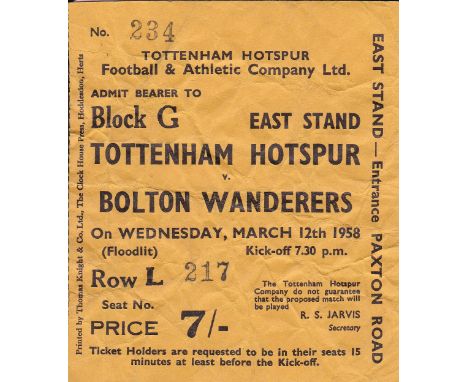 No. 234
TOTTENHAM HOTSPUR
Football & Athletic Company Ltd.
ADMIT BEARER TO
Block G EAST STAND
TOTTENHAM HOTSPUR
v.
BOLTON WANDERERS
On WEDNESDAY, MARCH 12th 1958
(Floodlit) Kick-off 7.30 p.m.
Row L 217
Seat No.
PRICE 7/-
The Tottenham Hotspur
Company do not guarantee
that the proposed match will
be played
R. S. JARVIS
Secretary
Ticket Holders are requested to be in their seats 15
minutes at least before the Kick-off.
EAST STAND — Entrance PAXTON ROAD
Printed by Thomas Knight & Co. Ltd., The Clock House Press, Hoddesdon, Herts